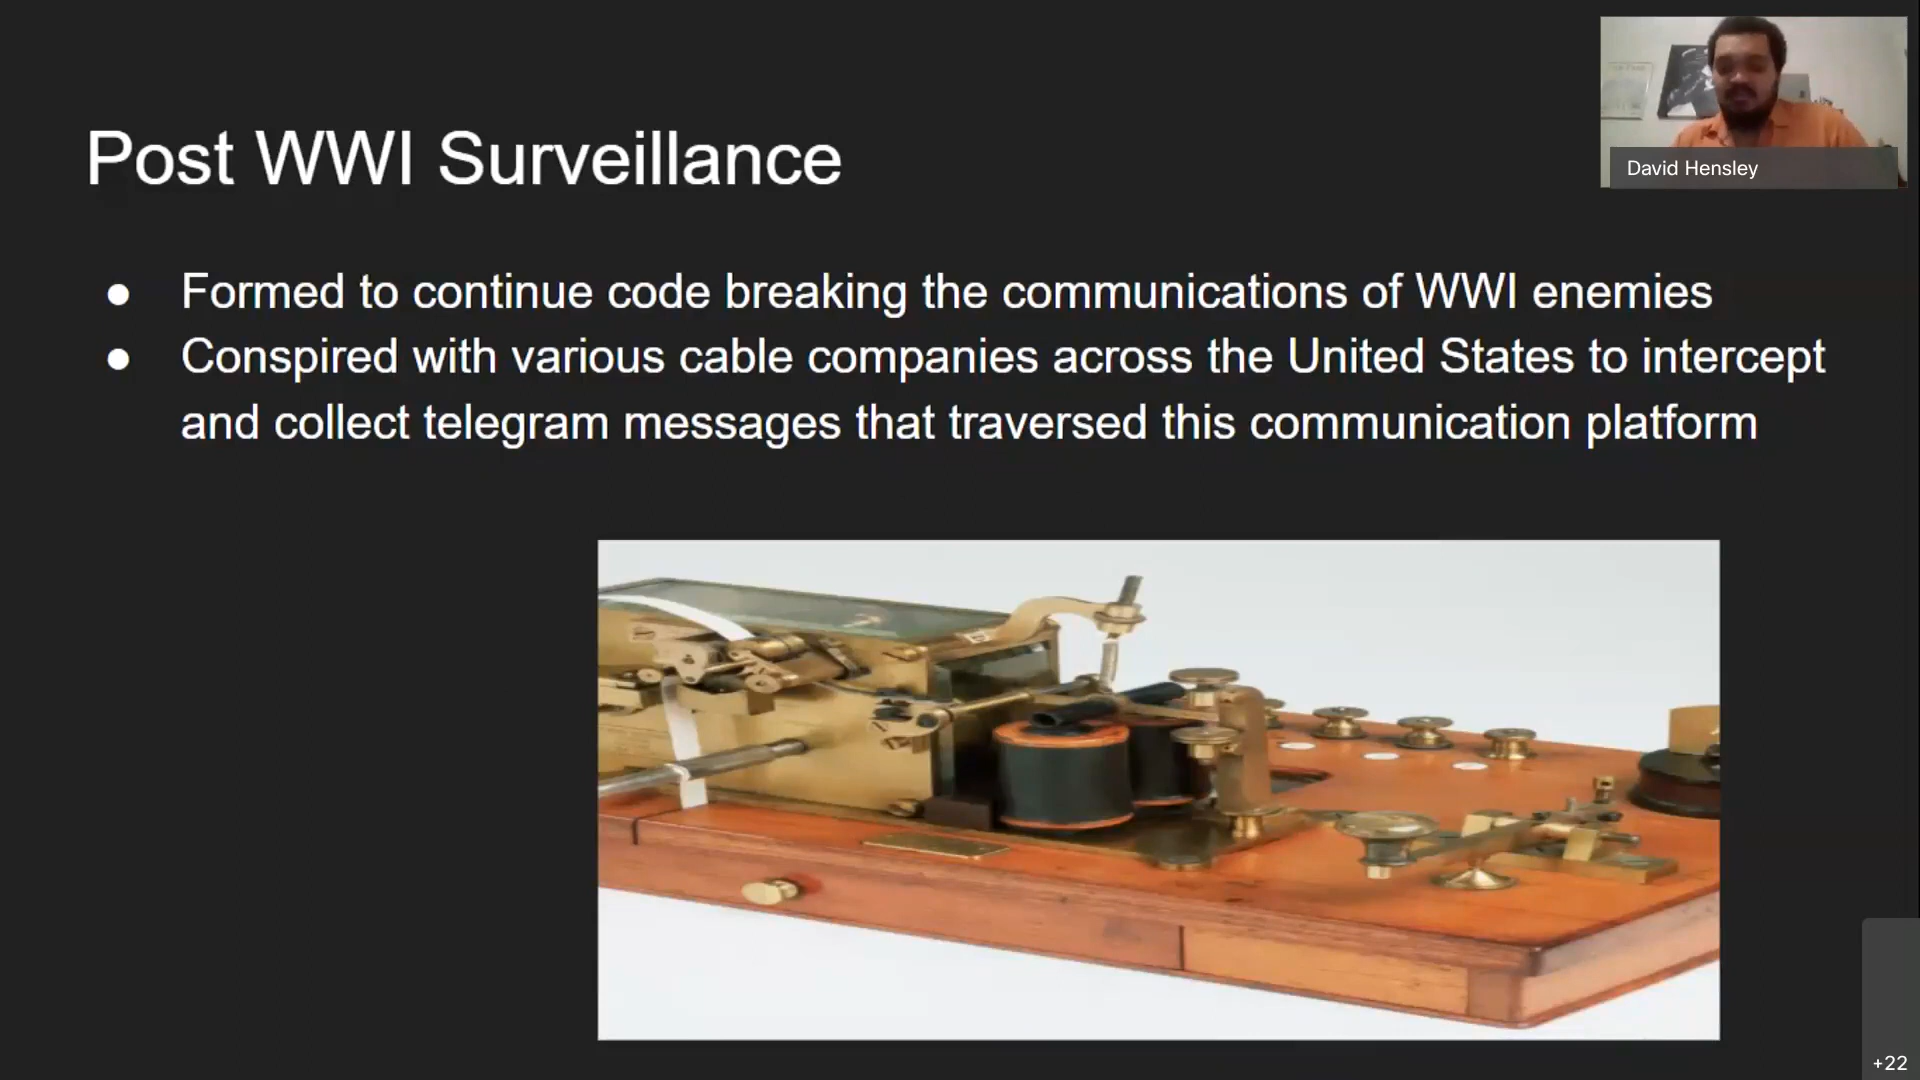 Post WWI Surveillance
David Hensley
● Formed to continue code breaking the communications of WWI enemies
● Conspired with various cable companies across the United States to intercept
and collect telegram messages that traversed this communication platform
+22